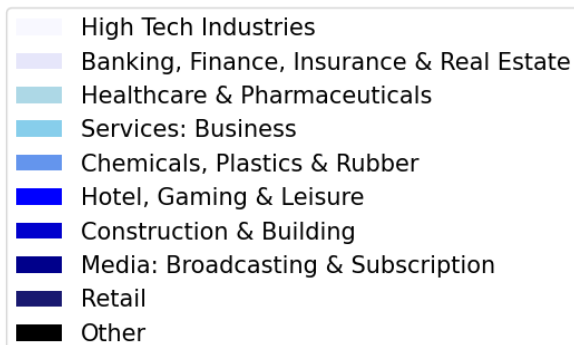 High Tech Industries
Banking, Finance, Insurance & Real Estate
Healthcare & Pharmaceuticals
Services: Business
Chemicals, Plastics & Rubber
Hotel, Gaming & Leisure
Construction & Building
Media: Broadcasting & Subscription
Retail
Other